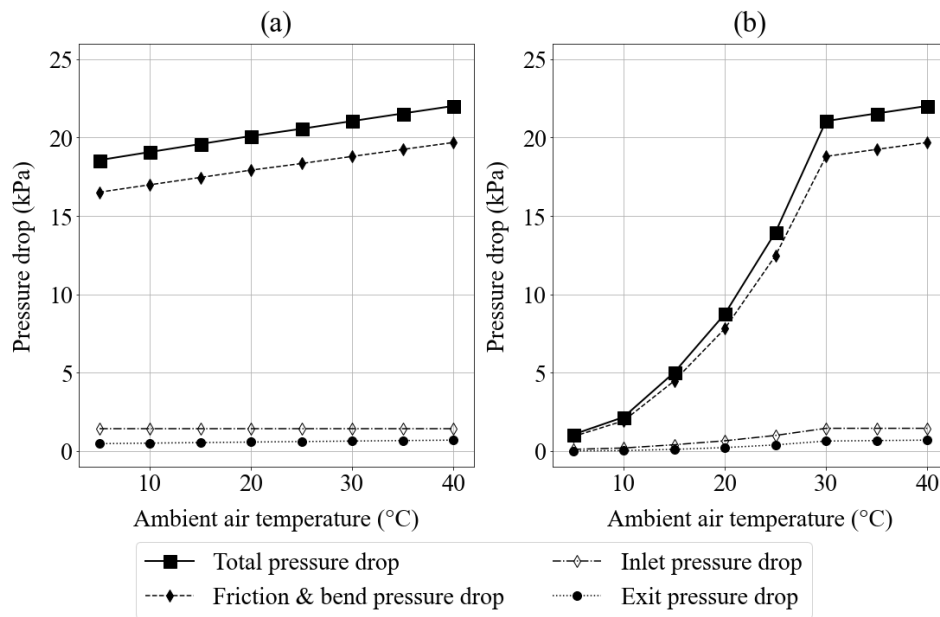 (a)
(b)
25
20
15
10
5
0
Pressure drop (kPa)
10
20
30
40
Ambient air temperature (°C)
25
20
15
10
5
0
Pressure drop (kPa)
10
20
30
40
Ambient air temperature (°C)
Total pressure drop
Friction & bend pressure drop
Inlet pressure drop
Exit pressure drop